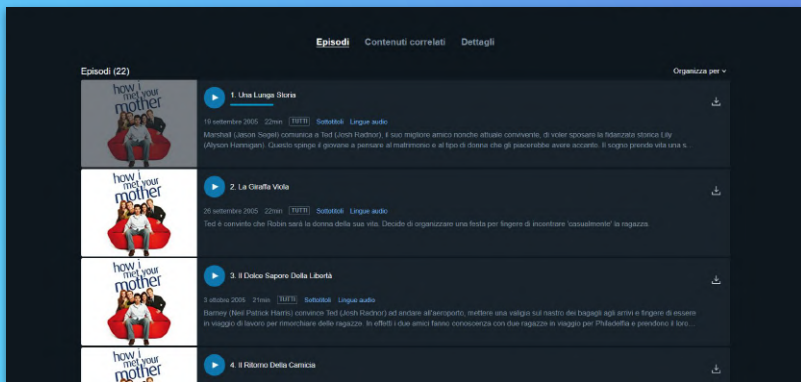 Episodi Contenuti correlati Dettagli
Episodi (22)
Organizza per
how i met your mother
1. Una Lunga Storia
19 settembre 2005 22min TUTTI Sottotitoli Lingue audio
Marshall (Jason Segel) comunica a Ted (Josh Radnor), il suo migliore amico nonche attuale convivente, di voler sposare la fidanzata storica Lily
(Alyson Hannigan). Questo spinge il giovane a pensare al matrimonio e al tipo di donna che gli piacerebbe avere accanto. Il sogno prende vita una s...
how i met your mother
2. La Giraffa Viola
26 settembre 2005 22min TUTTI Sottotitoli Lingue audio
Ted è convinto che Robin sarà la donna della sua vita. Decide di organizzare una festa per fingere di incontrare 'casualmente' la ragazza.
how i met your mother
3. Il Dolce Sapore Della Libertà
3 ottobre 2005 21min TUTTI Sottotitoli Lingue audio
Barney (Neil Patrick Harris) convince Ted (Josh Radnor) ad andare all'aeroporto, mettere una valigia sul nastro dei bagagli agli arrivi e fingere di essere
in viaggio di lavoro per rimorchiare delle ragazze. In effetti i due amici fanno conoscenza con due ragazze in viaggio per Philadelfia e prendono il loro...
how i met your mother
4. Il Ritorno Della Camicia